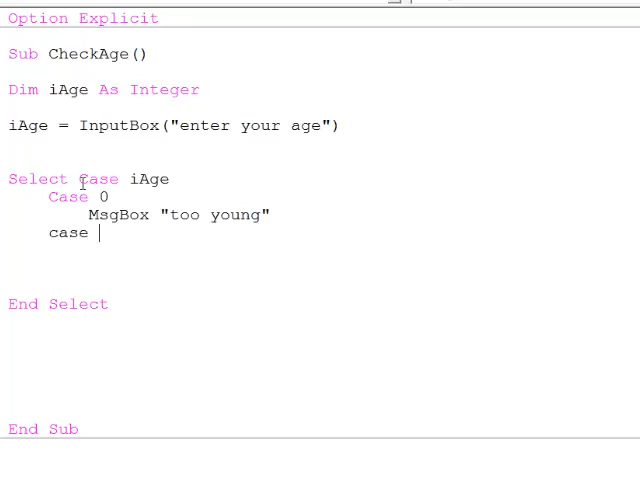 Option Explicit
Sub CheckAge()
Dim iAge As Integer
iAge = InputBox("enter your age")
Select Case iAge
Case 0
MsgBox "too young"
case
End Select
End Sub